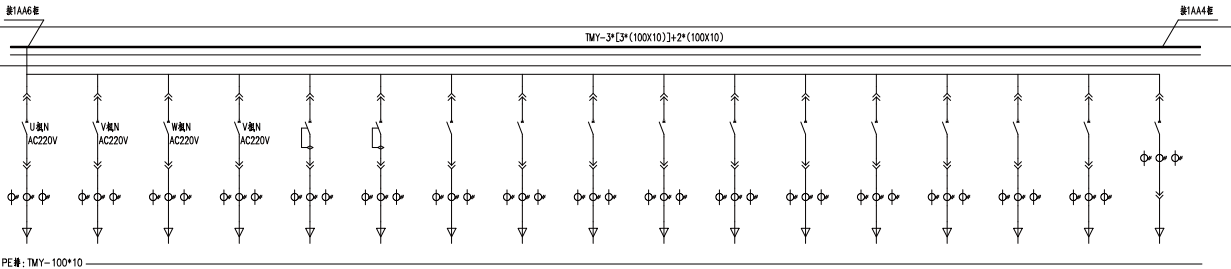 接1AA6柜
接1AA4柜
TMY-3*[3*(100X10)]+2*(100X10)
U相N
AC220V
V相N
AC220V
W相N
AC220V
V相N
AC220V
PE排:TMY-100*10